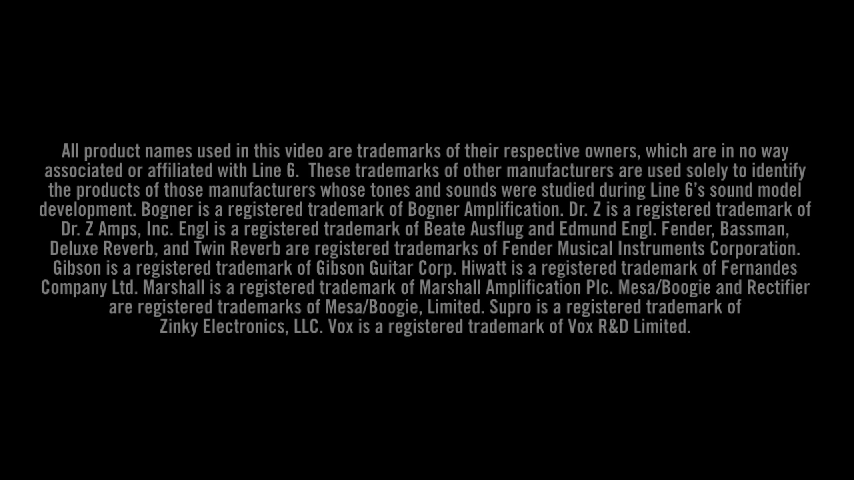 All product names used in this video are trademarks of their respective owners, which are in no way
associated or affiliated with Line 6.  These trademarks of other manufacturers are used solely to identify
the products of those manufacturers whose tones and sounds were studied during Line 6's sound model
development. Bogner is a registered trademark of Bogner Amplification. Dr. Z is a registered trademark of
Dr. Z Amps, Inc. Engl is a registered trademark of Beate Ausflug and Edmund Engl. Fender, Bassman,
Deluxe Reverb, and Twin Reverb are registered trademarks of Fender Musical Instruments Corporation.
Gibson is a registered trademark of Gibson Guitar Corp. Hiwatt is a registered trademark of Fernandes
Company Ltd. Marshall is a registered trademark of Marshall Amplification Plc. Mesa/Boogie and Rectifier
are registered trademarks of Mesa/Boogie, Limited. Supro is a registered trademark of
Zinky Electronics, LLC. Vox is a registered trademark of Vox R&D Limited.